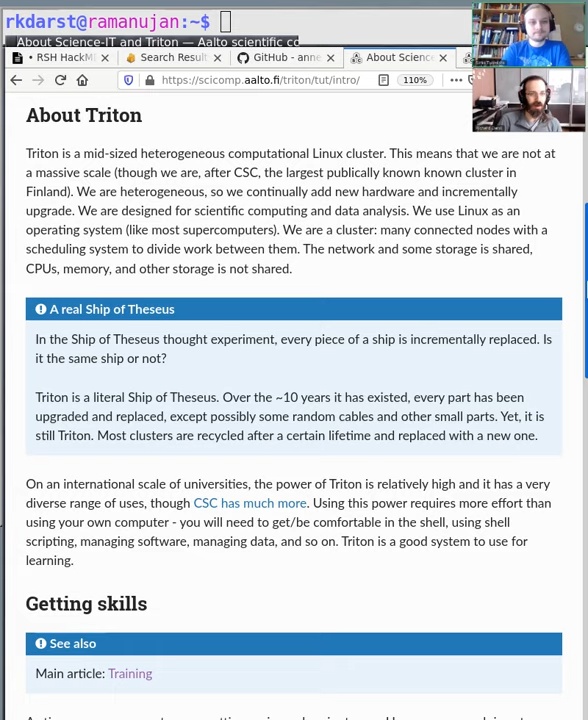 rkdarst@ramanujan:~$
About Science-IT and Triton — Aalto scientific co
• RSH HackM
Search Result
GitHub - anne
About Science
https://scicomp.aalto.fi/triton/tut/intro/
110%
About Triton
Triton is a mid-sized heterogeneous computational Linux cluster. This means that we are not at
a massive scale (though we are, after CSC, the largest publically known known cluster in
Finland). We are heterogeneous, so we continually add new hardware and incrementally
upgrade. We are designed for scientific computing and data analysis. We use Linux as an
operating system (like most supercomputers). We are a cluster: many connected nodes with a
scheduling system to divide work between them. The network and some storage is shared,
CPUs, memory, and other storage is not shared.
A real Ship of Theseus
In the Ship of Theseus thought experiment, every piece of a ship is incrementally replaced. Is
it the same ship or not?
Triton is a literal Ship of Theseus. Over the ~10 years it has existed, every part has been
upgraded and replaced, except possibly some random cables and other small parts. Yet, it is
still Triton. Most clusters are recycled after a certain lifetime and replaced with a new one.
On an international scale of universities, the power of Triton is relatively high and it has a very
diverse range of uses, though CSC has much more. Using this power requires more effort than
using your own computer - you will need to get/be comfortable in the shell, using shell
scripting, managing software, managing data, and so on. Triton is a good system to use for
learning.
Getting skills
See also
Main article: Training